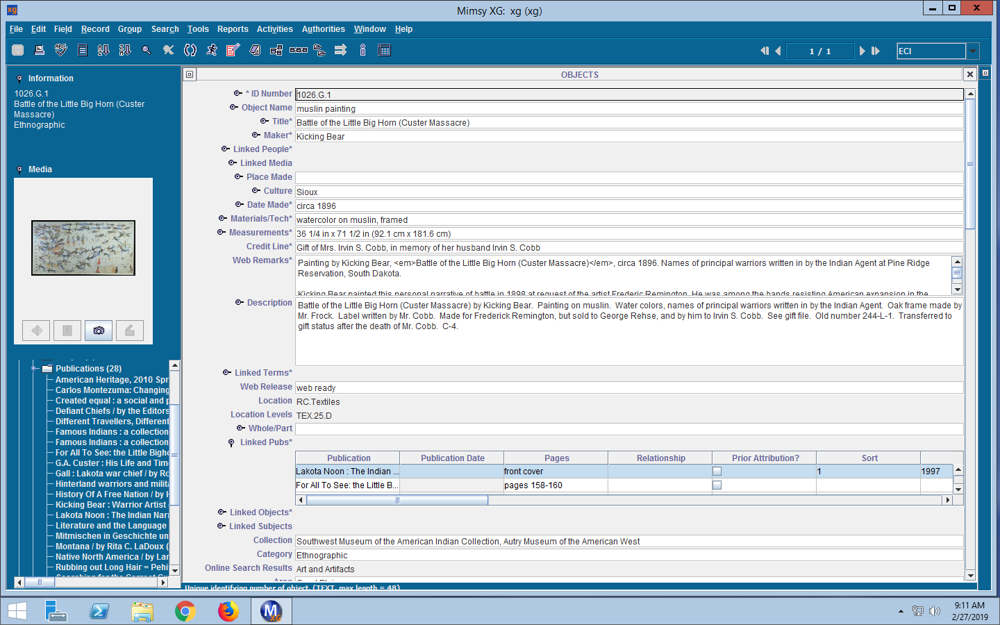 xg
Mimsy XG: xg (xg)
File Edit Field Record Group Search Tools Reports Activities Authorities Window Help
1 / 1
ECI
Information
1026.G.1
Battle of the Little Big Horn (Custer
Massacre)
Ethnographic
Media
Publications (28)
American Heritage, 2010 Spr
Carlos Montezuma: Changing
Created equal : a social and p
Defiant Chiefs / by the Editors
Different Travellers, Different
Famous Indians : a collection
Famous Indians : a collection
For All To See: the Little Bigho
G.A. Custer : His Life and Tim
Gall : Lakota war chief / by Ro
Hinterland warriors and milita
History Of A Free Nation / by H
Kicking Bear : Warrior Artist
Lakota Noon : The Indian Narr
Literature and the Language
Mitmischen in Geschichte un
Montana / by Rita C. LaDoux (
Native North America / by Lar
Rubbing out Long Hair = Pehi
OBJECTS
* ID Number 1026.G.1
Object Name muslin painting
Title* Battle of the Little Big Horn (Custer Massacre)
Maker* Kicking Bear
Linked People*
Linked Media
Place Made
Culture Sioux
Date Made* circa 1896
Materials/Tech* watercolor on muslin, framed
Measurements* 36 1/4 in x 71 1/2 in (92.1 cm x 181.6 cm)
Credit Line* Gift of Mrs. Irvin S. Cobb, in memory of her husband Irvin S. Cobb
Web Remarks* Painting by Kicking Bear, <em>Battle of the Little Big Horn (Custer Massacre)</em>, circa 1896. Names of principal warriors written in by the Indian Agent at Pine Ridge
Reservation, South Dakota.
Kicking Bear painted this personal narrative of battle in 1898 at request of the artist Frederic Remington. He was among the bands resisting American expansion in the
Description Battle of the Little Big Horn (Custer Massacre) by Kicking Bear. Painting on muslin. Water colors, names of principal warriors written in by the Indian Agent. Oak frame made by
Mr. Frock. Label written by Mr. Cobb. Made for Frederick Remington, but sold to George Rehse, and by him to Irvin S. Cobb. See gift file. Old number 244-L-1. Transferred to
gift status after the death of Mr. Cobb. C-4.
Linked Terms*
Web Release web ready
Location RC.Textiles
Location Levels TEX.25.D
Whole/Part
Linked Pubs*
Publication Publication Date Pages Relationship Prior Attribution? Sort
Lakota Noon : The Indian ... front cover 1 1997
For All To See: the Little B... pages 158-160
Linked Objects*
Linked Subjects
Collection Southwest Museum of the American Indian Collection, Autry Museum of the American West
Category Ethnographic
Online Search Results Art and Artifacts
Unique identifying number of object. (TEXT, max length = 48)
M XG
9:11 AM
2/27/2019